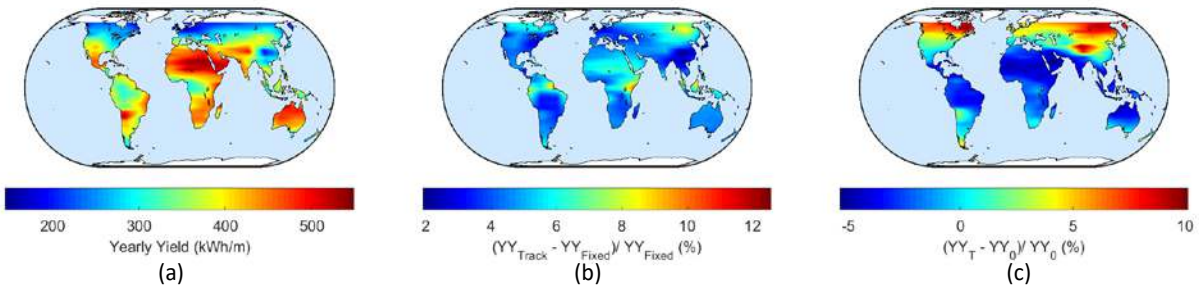 200 300 400 500
Yearly Yield (kWh/m)
(a)
2 4 6 8 10 12
(YY_Track - YY_Fixed)/ YY_Fixed (%)
(b)
-5 0 5 10
(YY_T - YY_0)/ YY_0 (%)
(c)